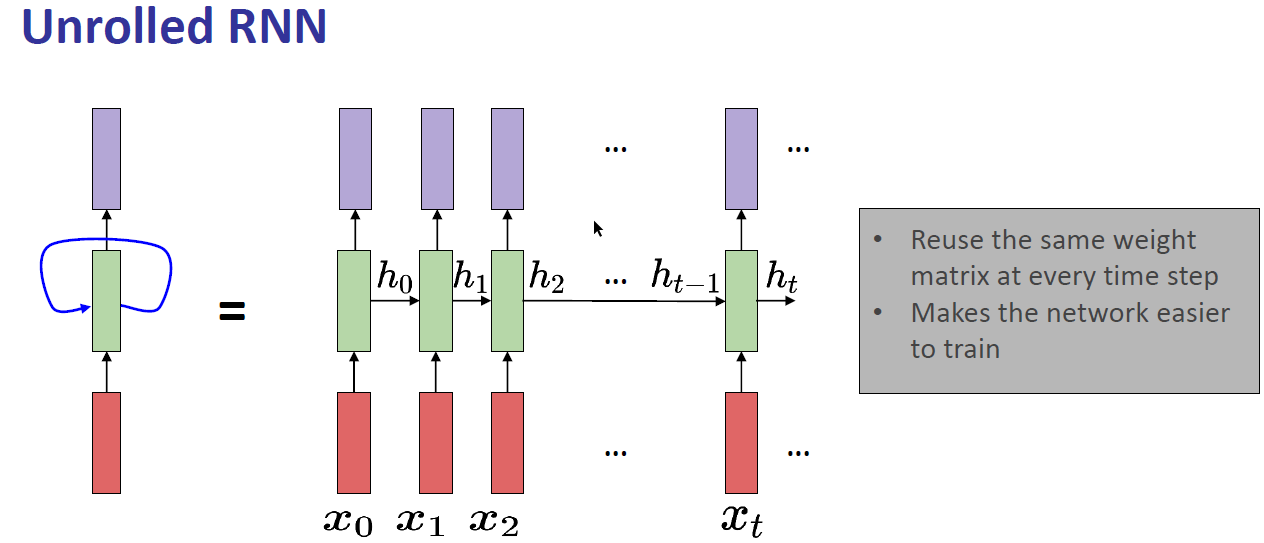 Unrolled RNN
... ...
=
h₀ h₁ h₂ ... hₜ₋₁ hₜ
... ...
x₀ x₁ x₂ xₜ
• Reuse the same weight
matrix at every time step
• Makes the network easier
to train